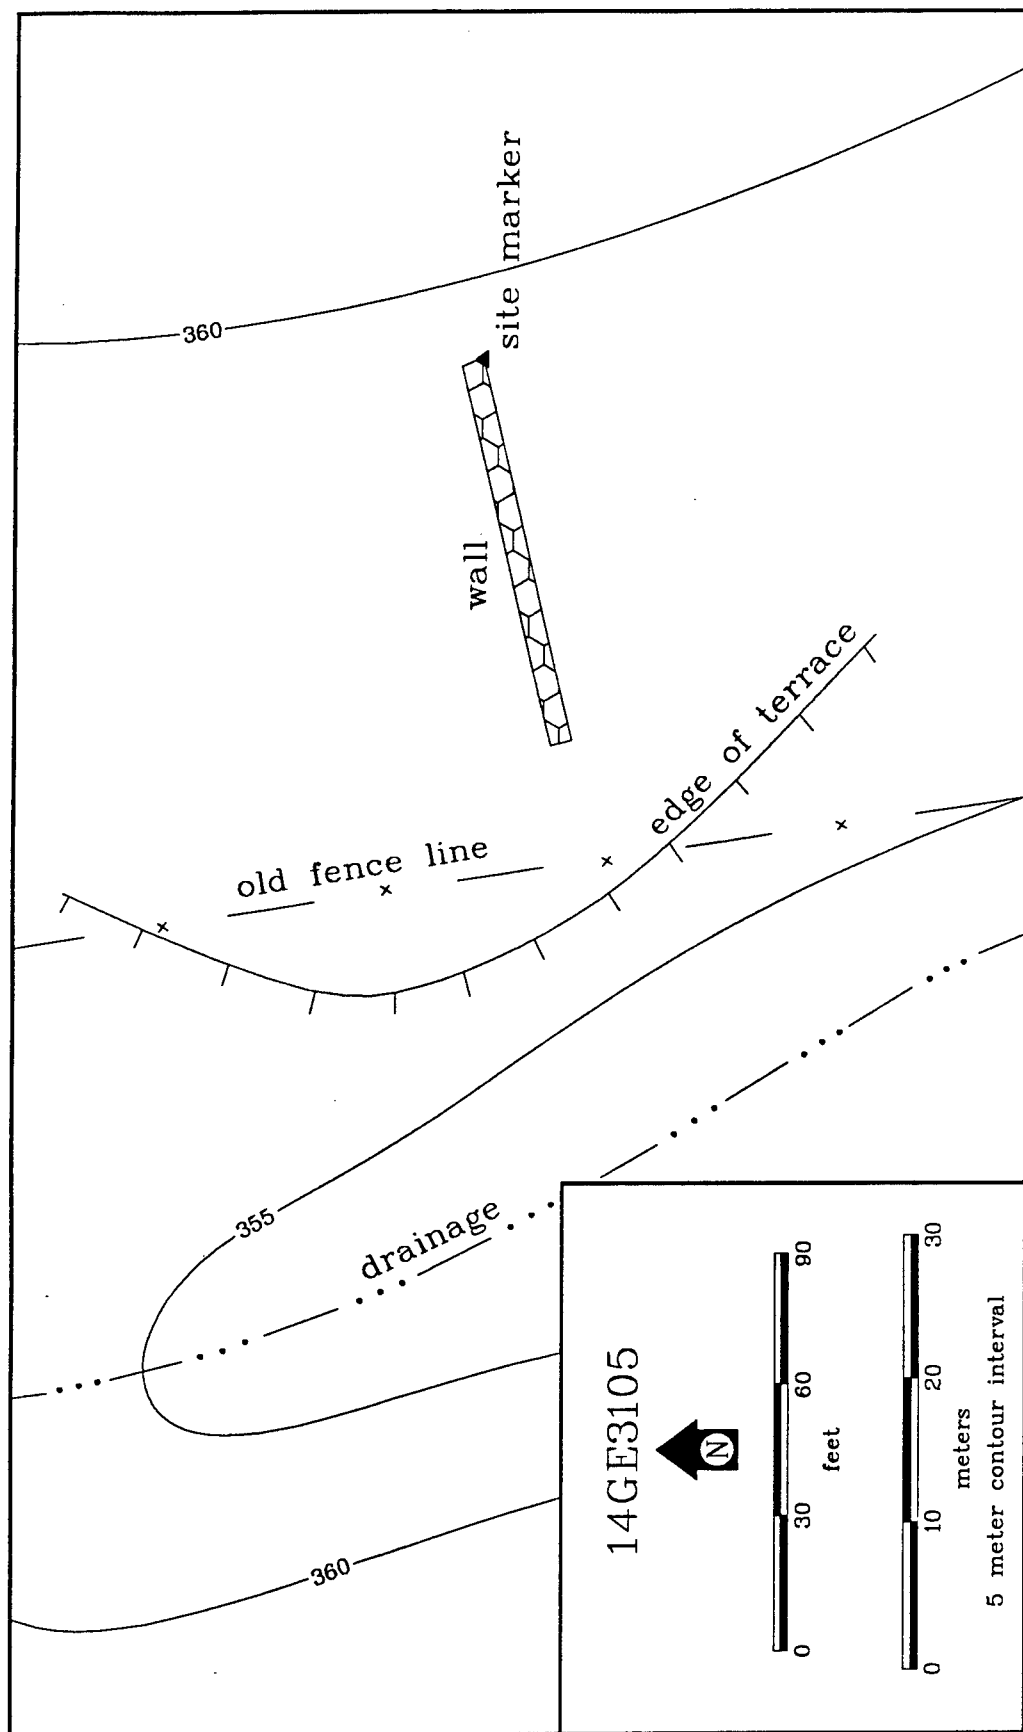 360
site marker
wall
edge of terrace
old fence line
355
drainage
360
14GE3105
N
0 30 60 90
feet
0 10 20 30
meters
5 meter contour interval